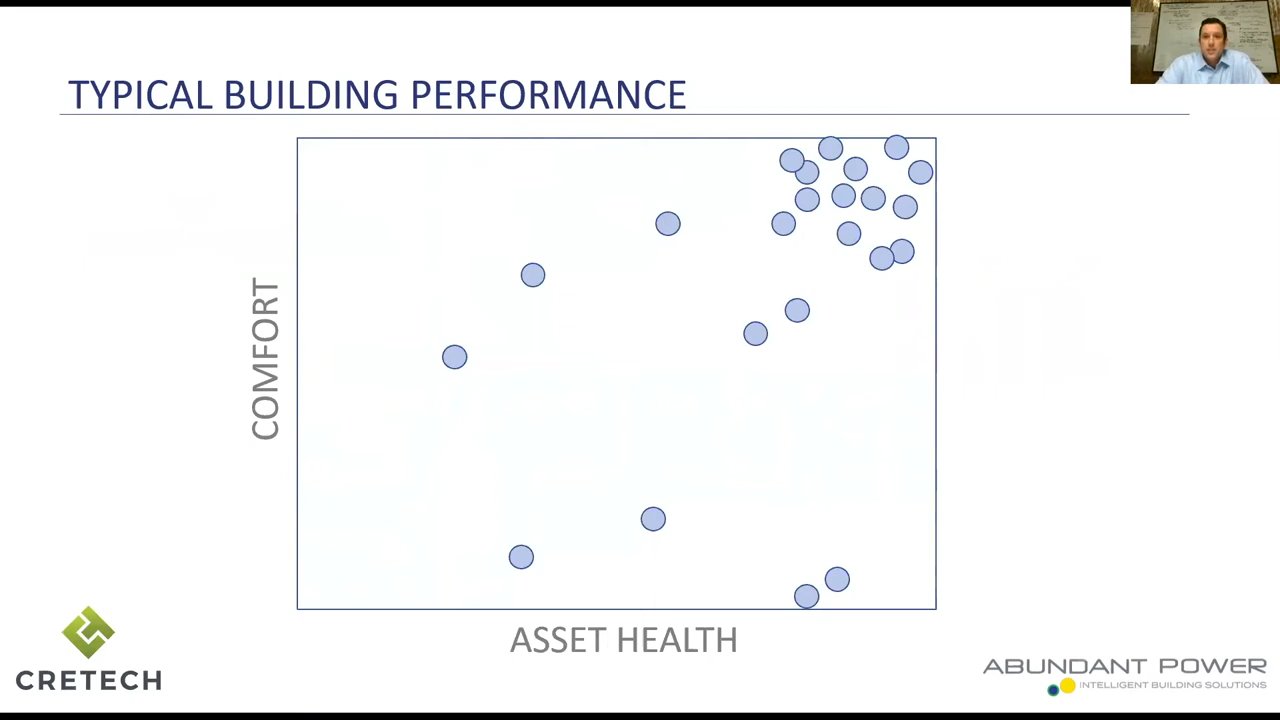 TYPICAL BUILDING PERFORMANCE
COMFORT
ASSET HEALTH
CRETECH
ABUNDANT POWER
INTELLIGENT BUILDING SOLUTIONS